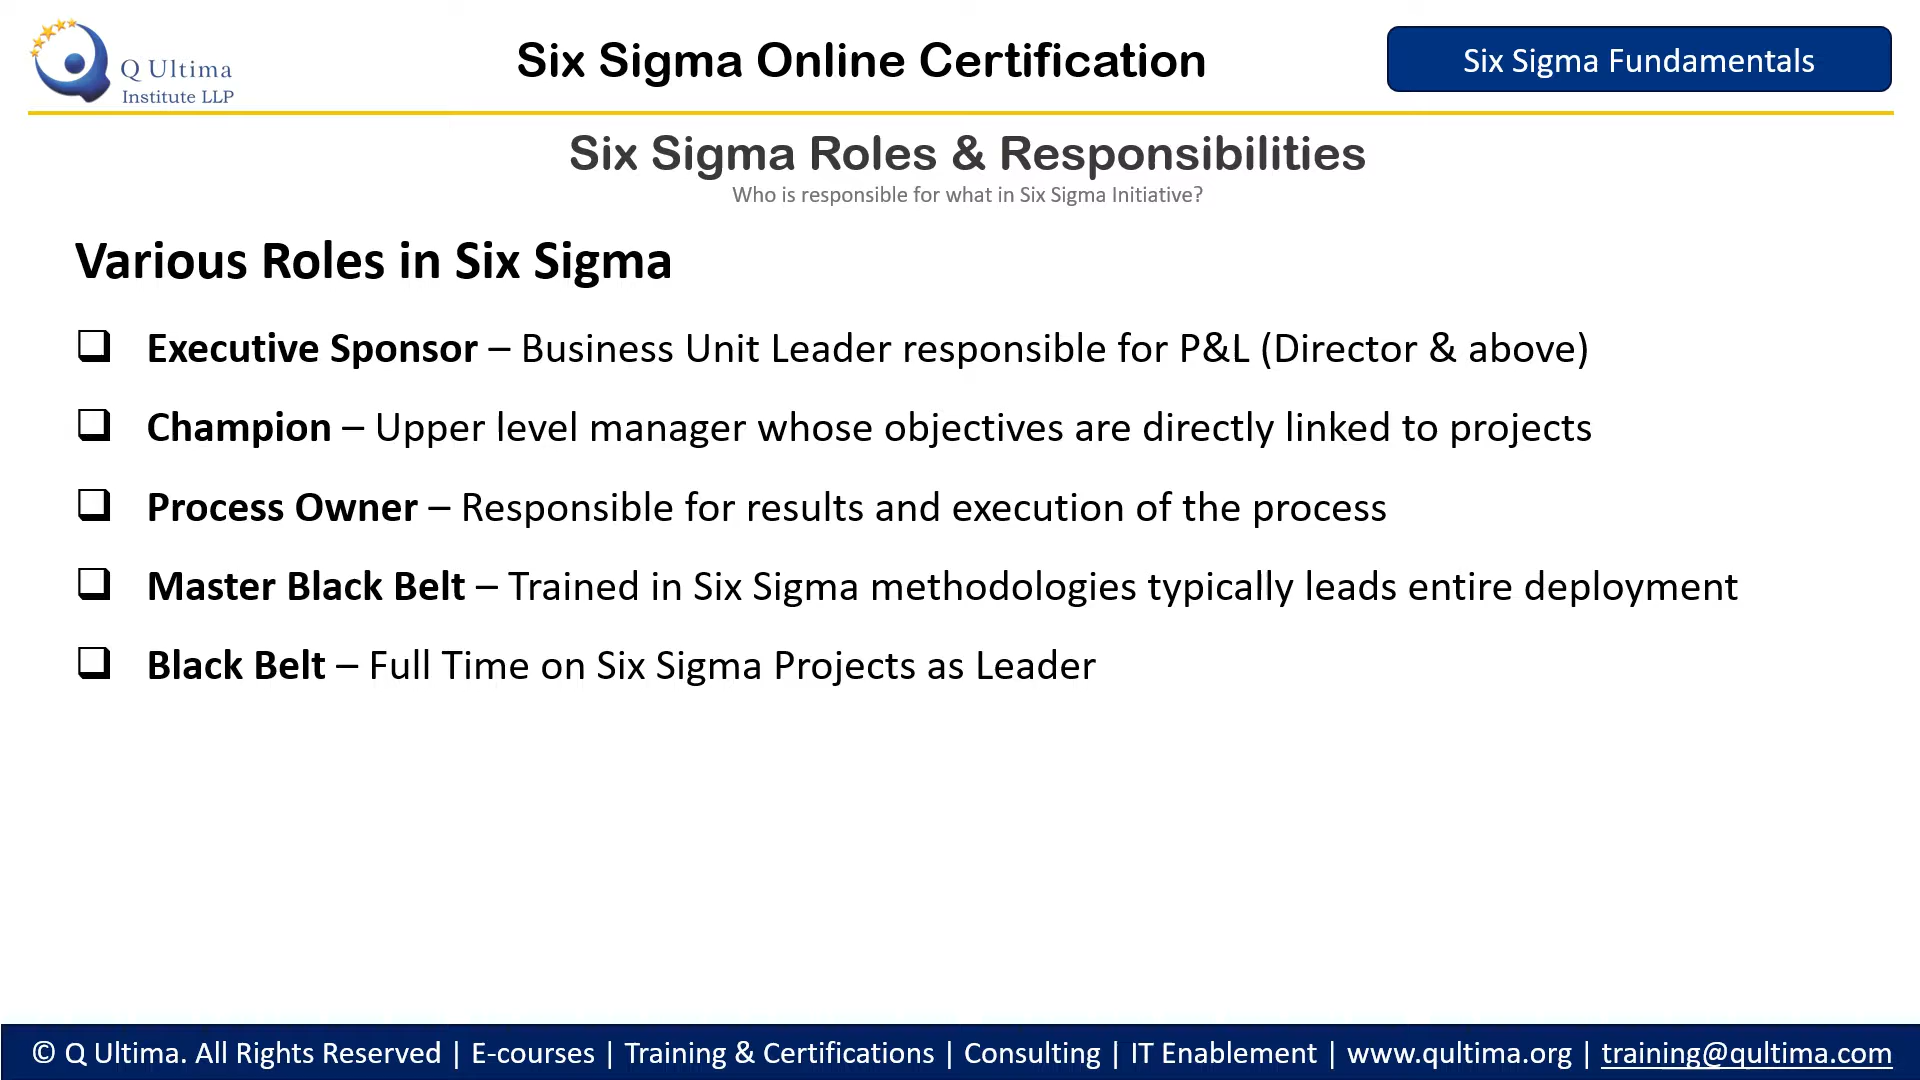 Q Ultima
Institute LLP
Six Sigma Online Certification
Six Sigma Fundamentals
Six Sigma Roles & Responsibilities
Who is responsible for what in Six Sigma Initiative?
Various Roles in Six Sigma
❑ Executive Sponsor – Business Unit Leader responsible for P&L (Director & above)
❑ Champion – Upper level manager whose objectives are directly linked to projects
❑ Process Owner – Responsible for results and execution of the process
❑ Master Black Belt – Trained in Six Sigma methodologies typically leads entire deployment
❑ Black Belt – Full Time on Six Sigma Projects as Leader
© Q Ultima. All Rights Reserved | E-courses | Training & Certifications | Consulting | IT Enablement | www.qultima.org | training@qultima.com